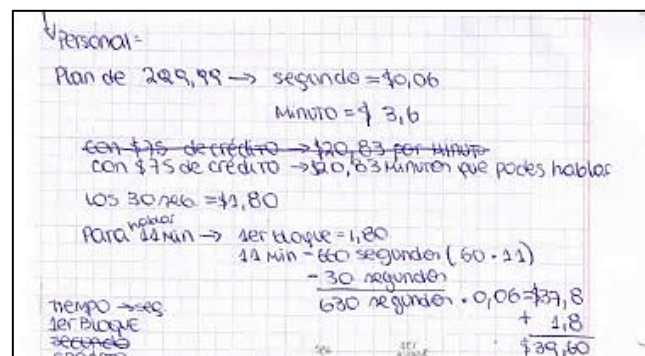 Personal=
Plan de 299,99 → segundo = $0,06
Minuto = $ 3,6
con $75 de crédito → $20,83 por minuto
con $75 de crédito → $20,83 Minutos que podes hablar
LOS 30 seg. = $1,80
Para hablar 11 Min → 1er bloque = 1,80
11 Min - 660 segundos (60 · 11)
- 30 segundos
630 segundos · 0,06 = $37,8
+ 1,8
$39,60
TIEMPO → seg.
1er BLOQUE
segundo